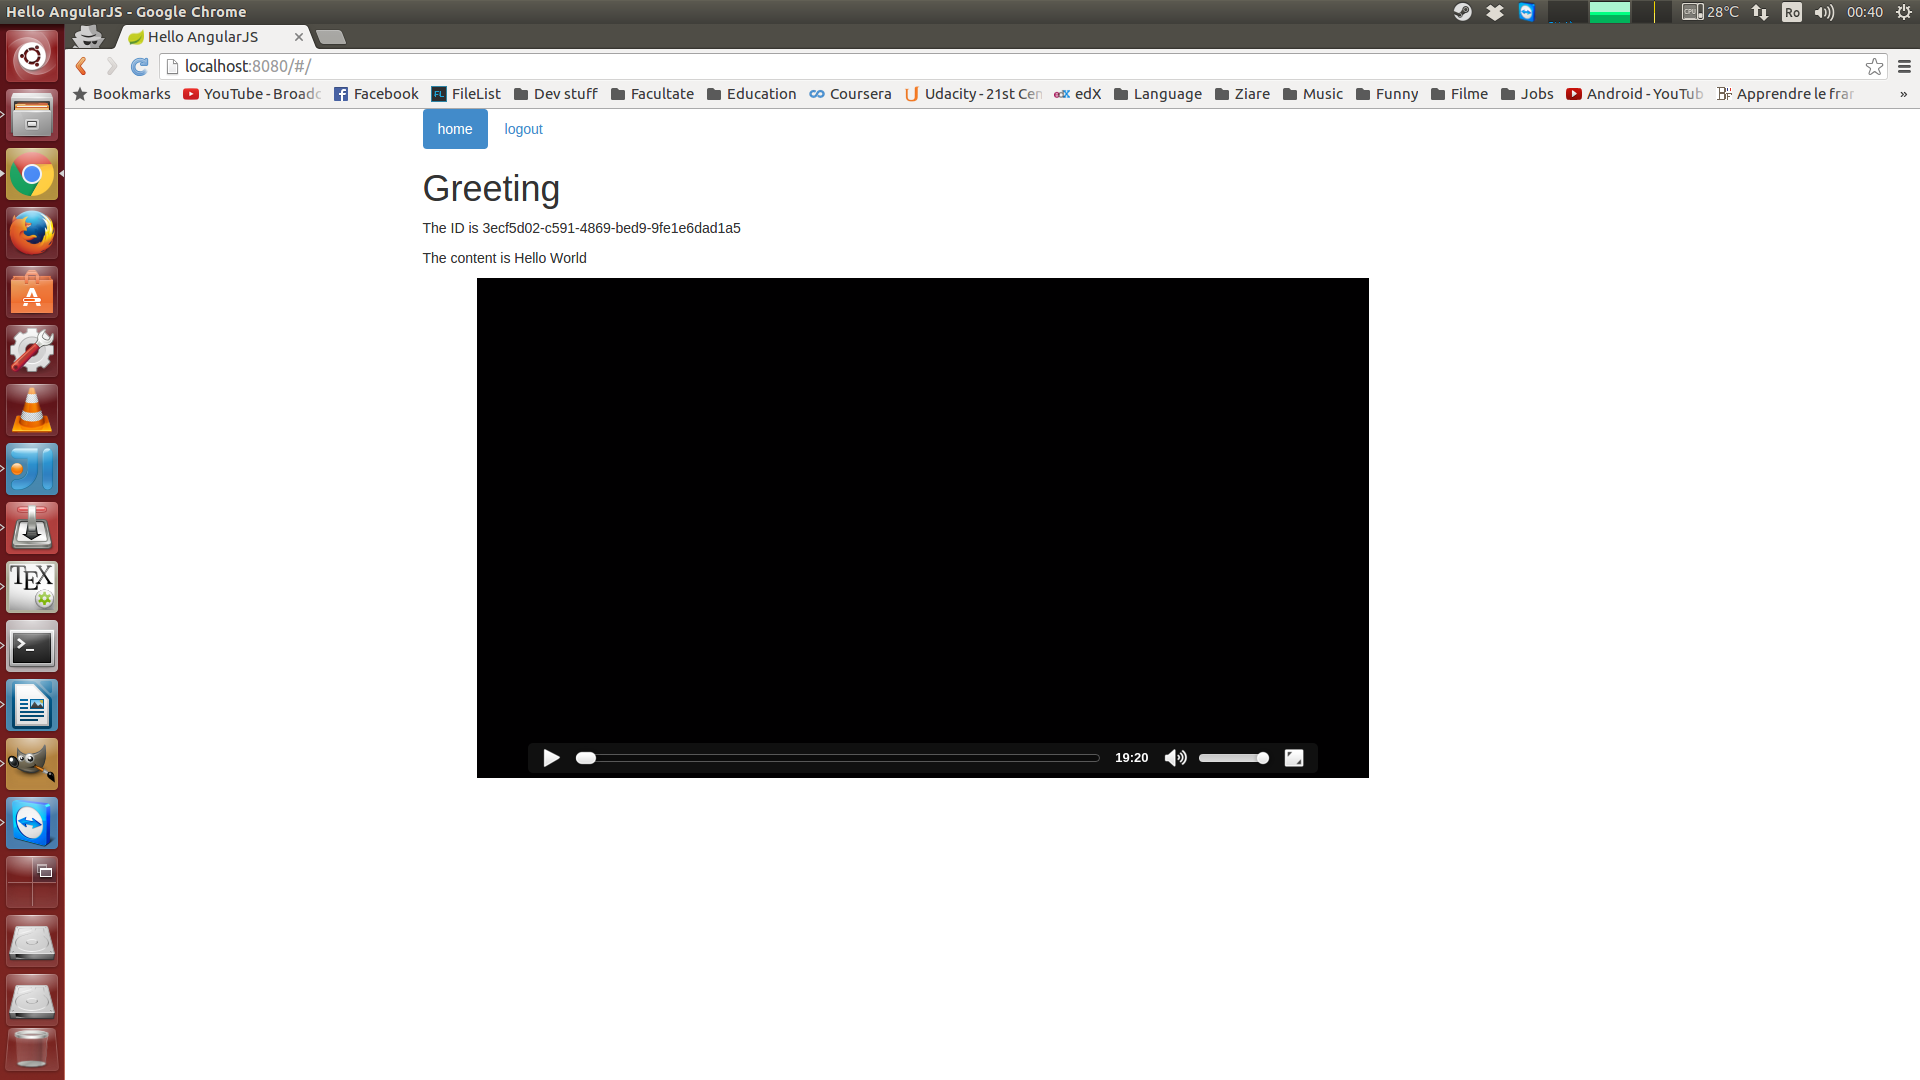 Hello AngularJS - Google Chrome
28°C Ro 00:40
Hello AngularJS
localhost:8080/#/
Bookmarks YouTube - Broadc Facebook FileList Dev stuff Facultate Education Coursera Udacity - 21st Cen edX Language Ziare Music Funny Filme Jobs Android - YouTub Apprendre le frar »
home logout
Greeting
The ID is 3ecf5d02-c591-4869-bed9-9fe1e6dad1a5
The content is Hello World
19:20
TEX